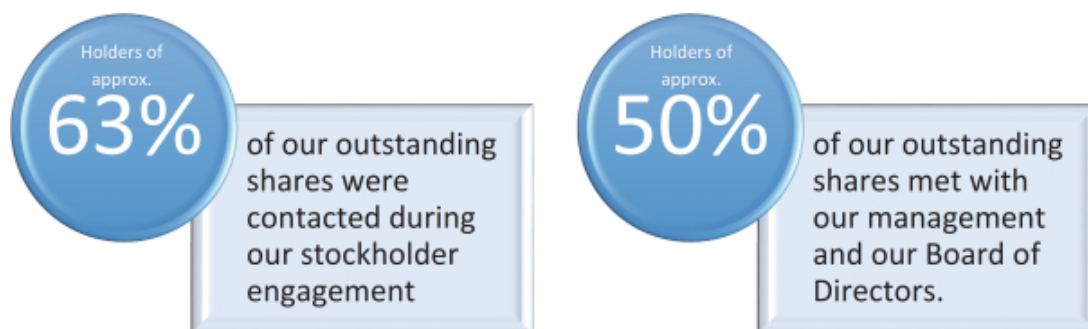 Holders of
approx.
63%
of our outstanding
shares were
contacted during
our stockholder
engagement
Holders of
approx.
50%
of our outstanding
shares met with
our management
and our Board of
Directors.